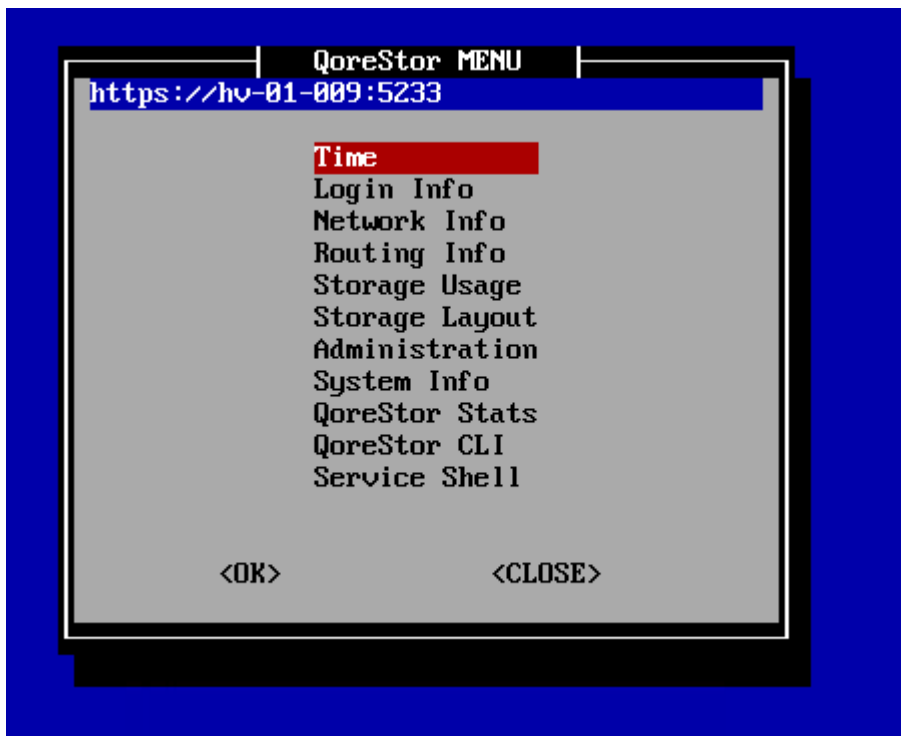 QoreStor MENU
https://hv-01-009:5233
Time
Login Info
Network Info
Routing Info
Storage Usage
Storage Layout
Administration
System Info
QoreStor Stats
QoreStor CLI
Service Shell
<OK> <CLOSE>